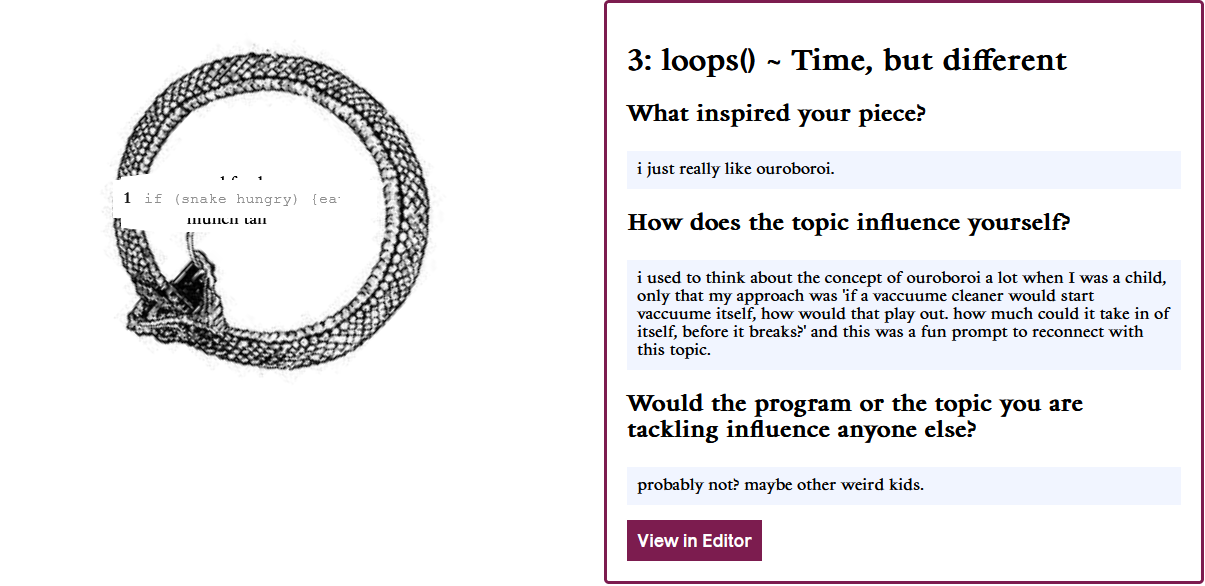 1 if (snake hungry) {ea
munch tail
3: loops() ~ Time, but different
What inspired your piece?
i just really like ouroboroi.
How does the topic influence yourself?
i used to think about the concept of ouroboroi a lot when I was a child,
only that my approach was 'if a vaccuume cleaner would start
vaccuume itself, how would that play out. how much could it take in of
itself, before it breaks?' and this was a fun prompt to reconnect with
this topic.
Would the program or the topic you are
tackling influence anyone else?
probably not? maybe other weird kids.
View in Editor